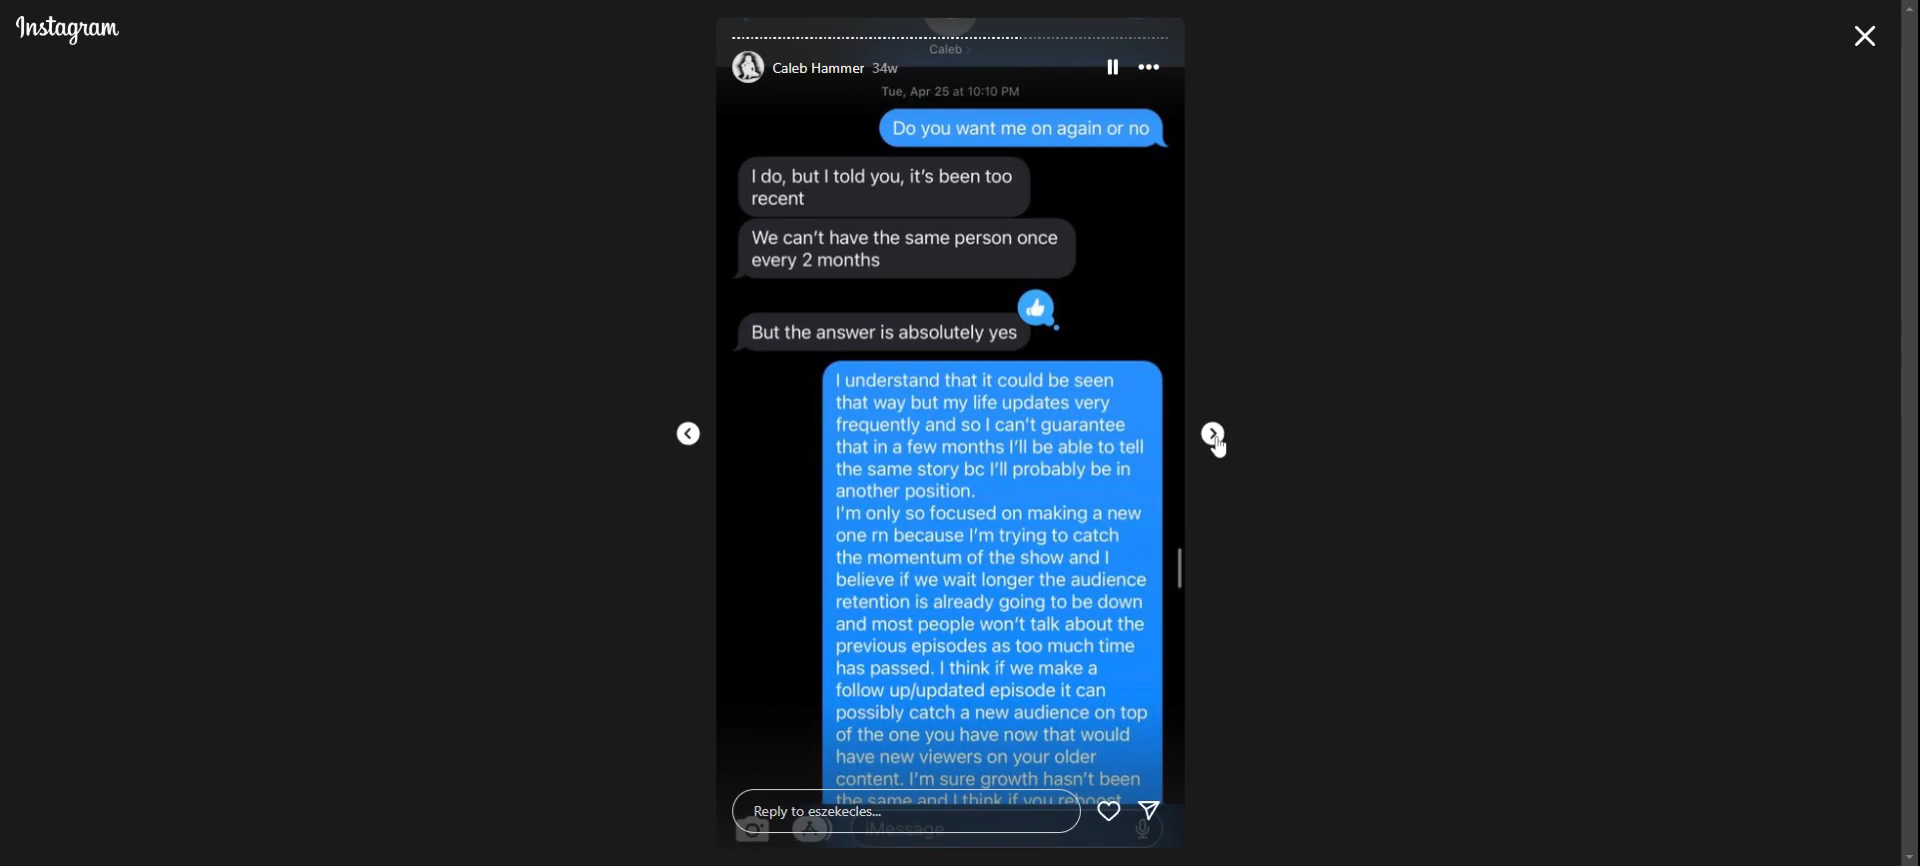 Instagram
Caleb
Caleb Hammer 34w
Tue, Apr 25 at 10:10 PM
Do you want me on again or no
I do, but I told you, it's been too
recent
We can't have the same person once
every 2 months
But the answer is absolutely yes
I understand that it could be seen
that way but my life updates very
frequently and so I can't guarantee
that in a few months I'll be able to tell
the same story bc I'll probably be in
another position.
I'm only so focused on making a new
one rn because I'm trying to catch
the momentum of the show and I
believe if we wait longer the audience
retention is already going to be down
and most people won't talk about the
previous episodes as too much time
has passed. I think if we make a
follow up/updated episode it can
possibly catch a new audience on top
of the one you have now that would
have new viewers on your older
content. I'm sure growth hasn't been
the same and I think if you reboost
Reply to eszekecles...
iMessage